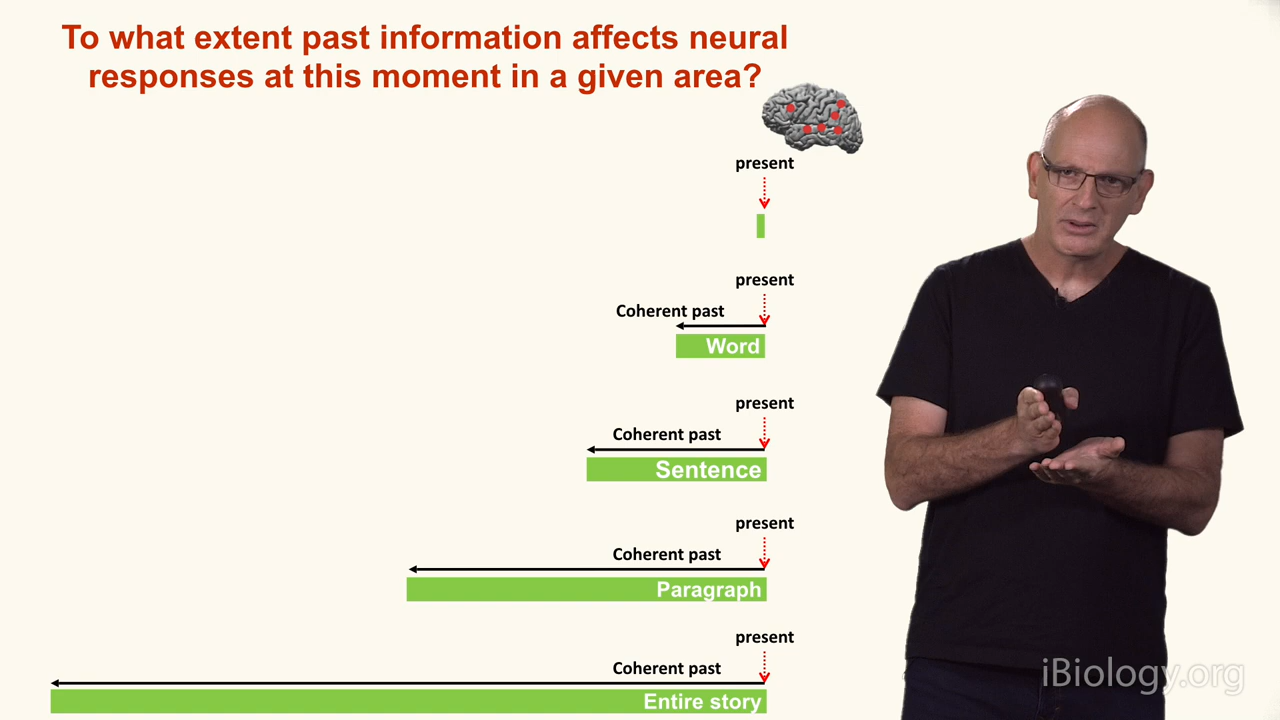 To what extent past information affects neural
responses at this moment in a given area?
present
present
Coherent past
Word
present
Coherent past
Sentence
present
Coherent past
Paragraph
present
Coherent past
Entire story
iBiology.org